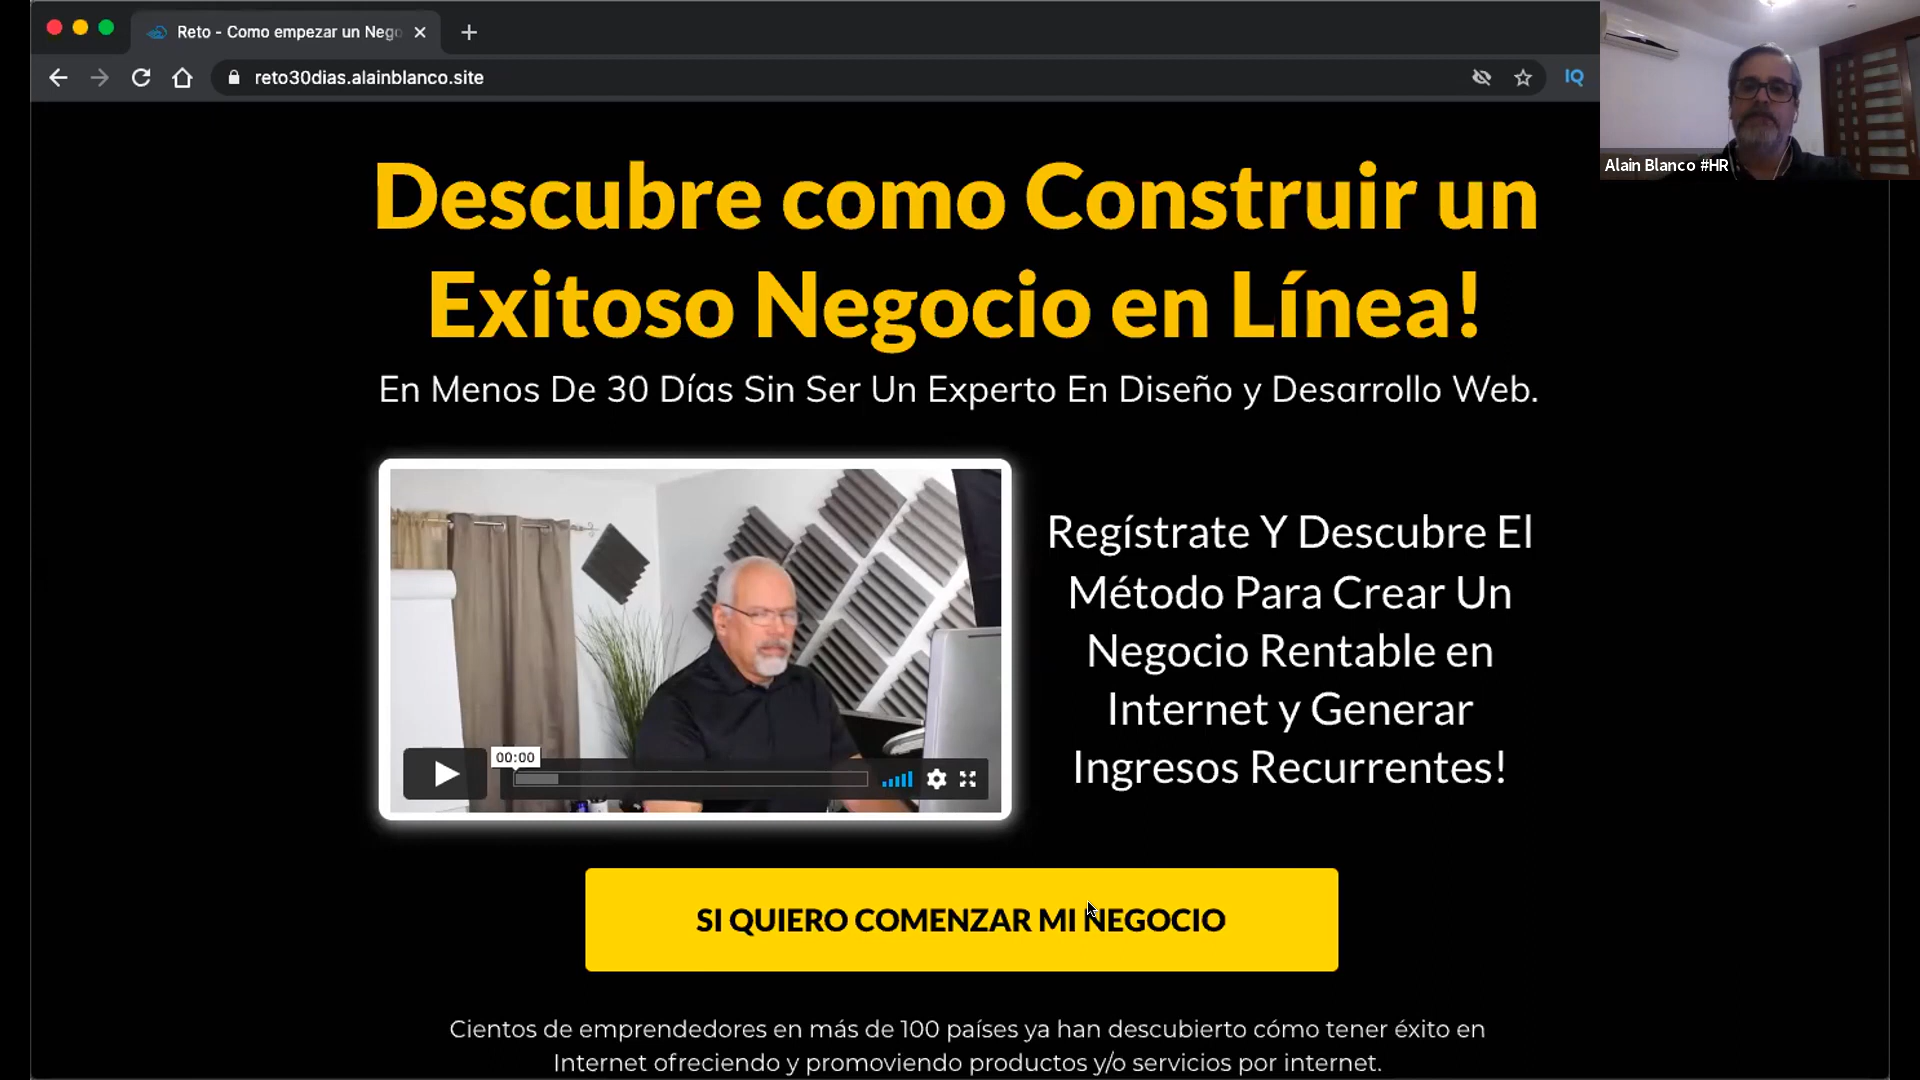 Reto - Como empezar un Nego
reto30dias.alainblanco.site
IQ
Alain Blanco #HR
Descubre como Construir un
Exitoso Negocio en Línea!
En Menos De 30 Días Sin Ser Un Experto En Diseño y Desarrollo Web.
Regístrate Y Descubre El
Método Para Crear Un
Negocio Rentable en
Internet y Generar
Ingresos Recurrentes!
00:00
SI QUIERO COMENZAR MI NEGOCIO
Cientos de emprendedores en más de 100 países ya han descubierto cómo tener éxito en
Internet ofreciendo y promoviendo productos y/o servicios por internet.